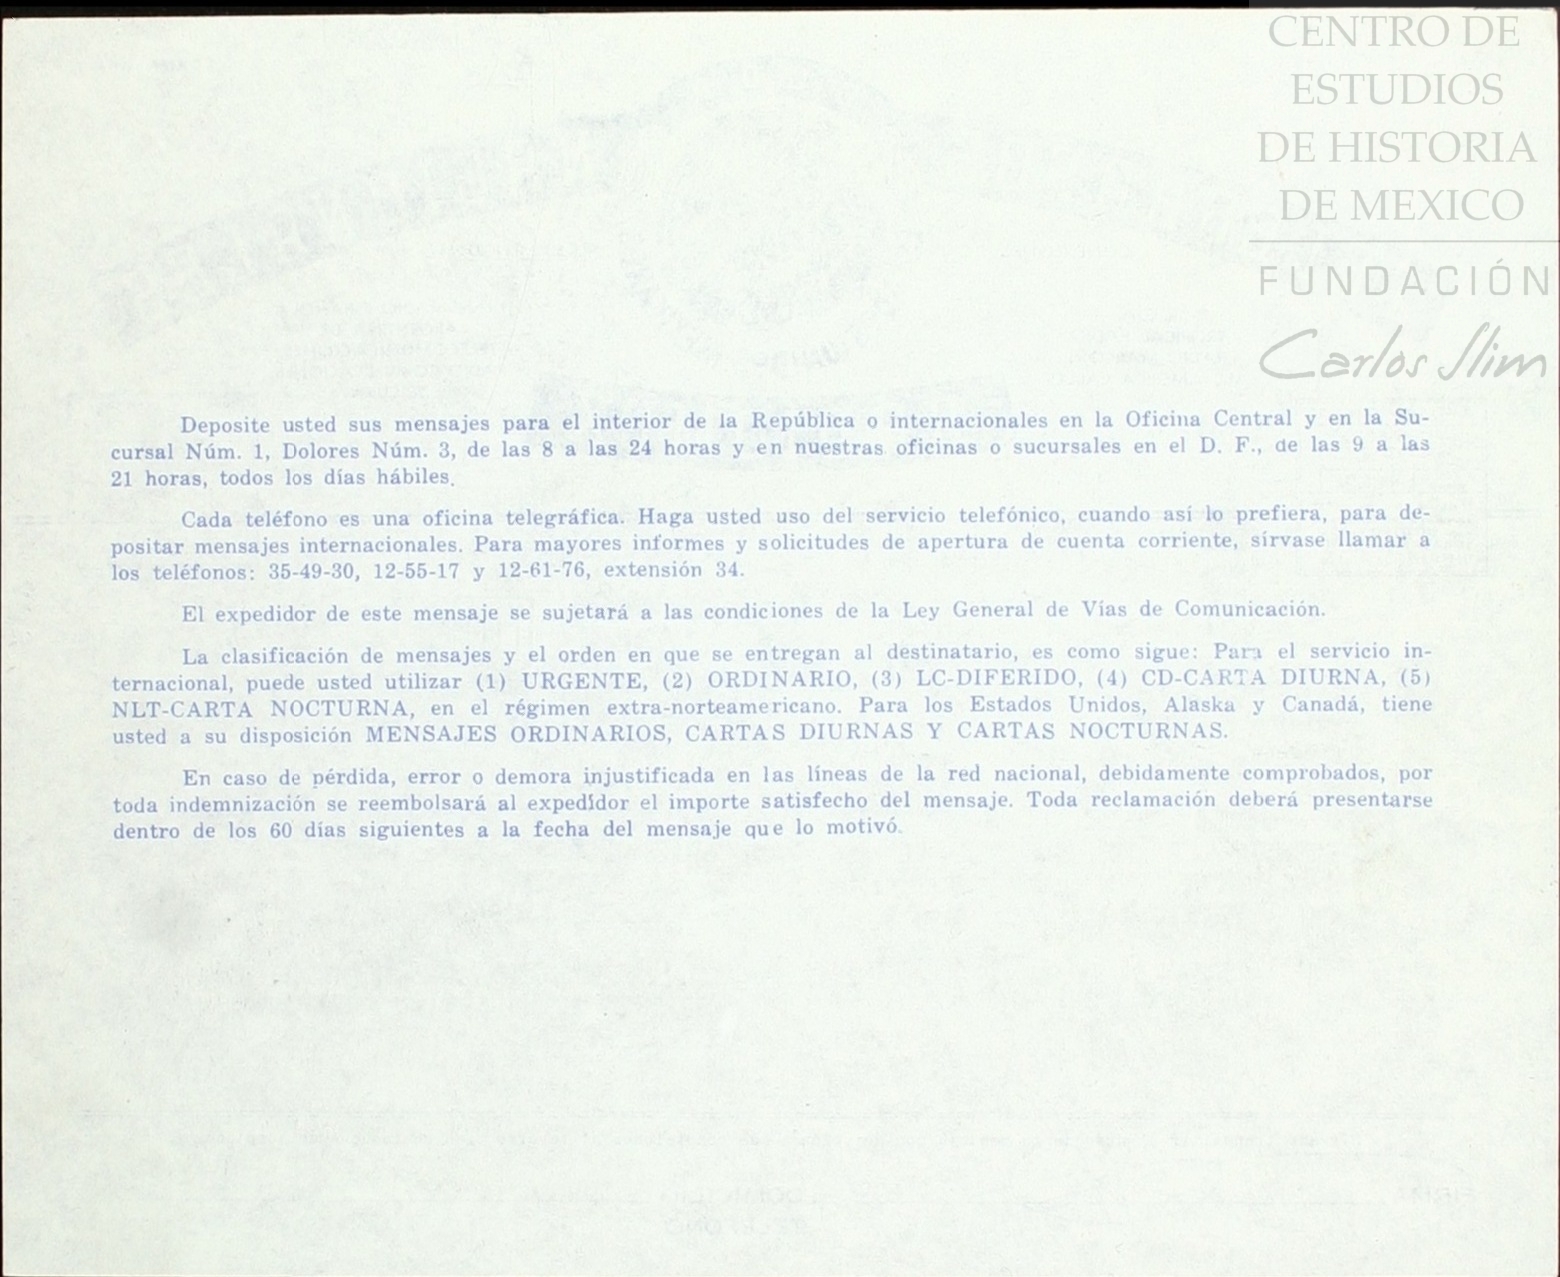 CENTRO DE
ESTUDIOS
DE HISTORIA
DE MEXICO
FUNDACIÓN
Carlos Slim
Deposite usted sus mensajes para el interior de la República o internacionales en la Oficina Central y en la Su-
cursal Núm. 1, Dolores Núm. 3, de las 8 a las 24 horas y en nuestras oficinas o sucursales en el D. F., de las 9 a las
21 horas, todos los días hábiles.
Cada teléfono es una oficina telegráfica. Haga usted uso del servicio telefónico, cuando así lo prefiera, para de-
positar mensajes internacionales. Para mayores informes y solicitudes de apertura de cuenta corriente, sírvase llamar a
los teléfonos: 35-49-30, 12-55-17 y 12-61-76, extensión 34.
El expedidor de este mensaje se sujetará a las condiciones de la Ley General de Vías de Comunicación.
La clasificación de mensajes y el orden en que se entregan al destinatario, es como sigue: Para el servicio in-
ternacional, puede usted utilizar (1) URGENTE, (2) ORDINARIO, (3) LC-DIFERIDO, (4) CD-CARTA DIURNA, (5)
NLT-CARTA NOCTURNA, en el régimen extra-norteamericano. Para los Estados Unidos, Alaska y Canadá, tiene
usted a su disposición MENSAJES ORDINARIOS, CARTAS DIURNAS Y CARTAS NOCTURNAS.
En caso de pérdida, error o demora injustificada en las líneas de la red nacional, debidamente comprobados, por
toda indemnización se reembolsará al expedidor el importe satisfecho del mensaje. Toda reclamación deberá presentarse
dentro de los 60 días siguientes a la fecha del mensaje que lo motivó.